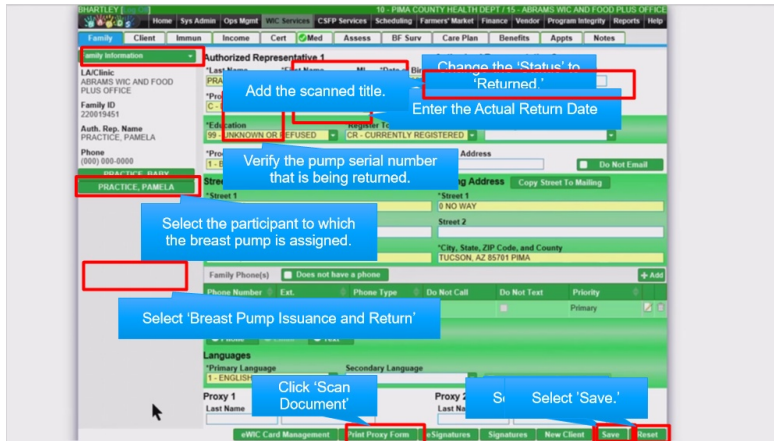 BHARTLEY
10 - PIMA COUNTY HEALTH DEPT / 15 - ABRAMS WIC AND FOOD PLUS OFFICE
Home Sys Admin Ops Mgmt WIC Services CSFP Services Scheduling Farmers' Market Finance Vendor Program Integrity Reports Help
Family Client Immun Income Cert Med Assess BF Surv Care Plan Benefits Appts Notes
Family Information
LA/Clinic
ABRAMS WIC AND FOOD
PLUS OFFICE
Family ID
220019451
Auth. Rep. Name
PRACTICE, PAMELA
Phone
(000) 000-0000
PRACTICE, BABY
PRACTICE, PAMELA
Authorized Representative 1
*Last Name
MI
PRA
Change the 'Status' to
'Returned.'
Add the scanned title.
Enter the Actual Return Date
*Education
99 - UNKNOWN OR REFUSED
CR - CURRENTLY REGISTERED
Address
Do Not Email
Verify the pump serial number
that is being returned.
Address Copy Street To Mailing
*Street 1
*Street 1
0 NO WAY
Street 2
*City, State, ZIP Code, and County
TUCSON, AZ 85701 PIMA
Select the participant to which
the breast pump is assigned.
Family Phone(s) Does not have a phone + Add
Phone Number Ext. Phone Type Do Not Call Do Not Text Priority
Primary
Select 'Breast Pump Issuance and Return'
Languages
*Primary Language Secondary Language
1 - ENGLISH
Click 'Scan
Document'
Select 'Save.'
Proxy 1
Last Name
Proxy 2
eWIC Card Management Print Proxy Form eSignatures Signatures New Client Save Reset